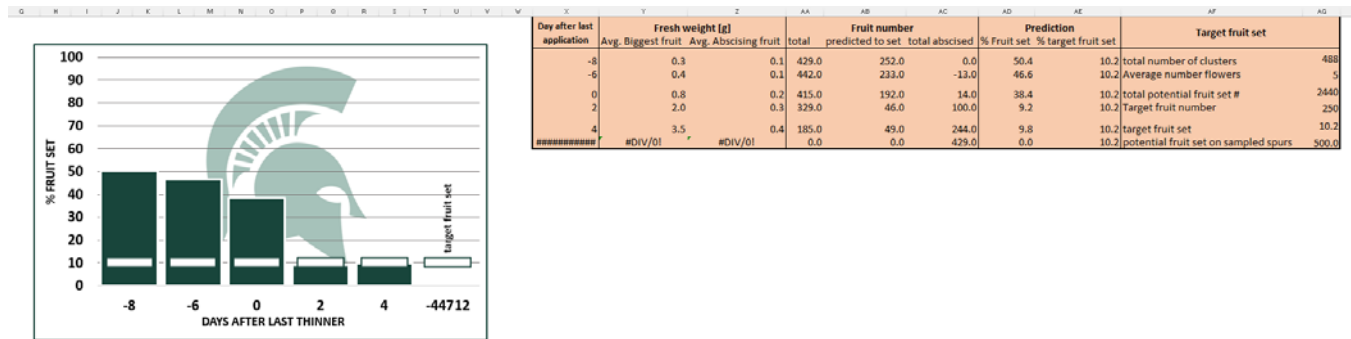 G H I J K L M N O P Q R S T U V W X Y Z AA AB AC AD AE AF AG
100
90
80
70
60
50
40
30
20
10
0
% FRUIT SET
target fruit set
-8 -6 0 2 4 -44712
DAYS AFTER LAST THINNER
Day after last application Fresh weight [g] Fruit number Prediction Target fruit set
Avg. Biggest fruit Avg. Abscising fruit total predicted to set total abscised % Fruit set % target fruit set
-8 0.3 0.1 429.0 252.0 0.0 50.4 10.2 total number of clusters 488
-6 0.4 0.1 442.0 233.0 -13.0 46.6 10.2 Average number flowers 5
0 0.8 0.2 415.0 192.0 14.0 38.4 10.2 total potential fruit set # 2440
2 2.0 0.3 329.0 46.0 100.0 9.2 10.2 Target fruit number 250
4 3.5 0.4 185.0 49.0 244.0 9.8 10.2 target fruit set 10.2
########### #DIV/0! #DIV/0! 0.0 0.0 429.0 0.0 10.2 potential fruit set on sampled spurs 500.0